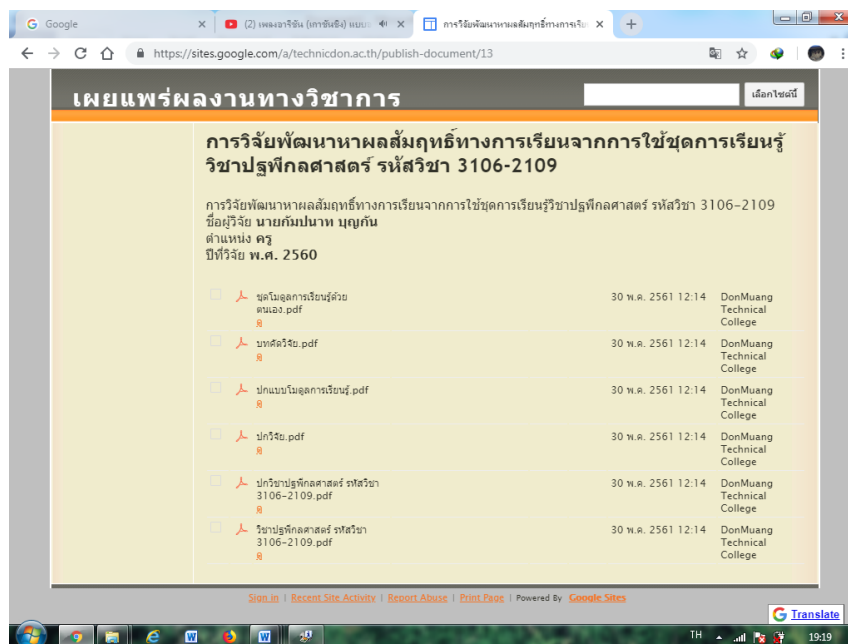 Google
(2) เพลงอาริซัน (เกาซันชิง) แบบ
การวิจัยพัฒนาหาผลสัมฤทธิ์ทางการเรีย
https://sites.google.com/a/technicdon.ac.th/publish-document/13
เผยแพร่ผลงานทางวิชาการ
เลือกไซต์นี้
การวิจัยพัฒนาหาผลสัมฤทธิ์ทางการเรียนจากการใช้ชุดการเรียนรู้
วิชาปฐพีกลศาสตร์ รหัสวิชา 3106-2109
การวิจัยพัฒนาหาผลสัมฤทธิ์ทางการเรียนจากการใช้ชุดการเรียนรู้วิชาปฐพีกลศาสตร์ รหัสวิชา 3106-2109
ชื่อผู้วิจัย นายกัมปนาท บุญกัน
ตำแหน่ง ครู
ปีที่วิจัย พ.ศ. 2560
ชุดโมดูลการเรียนรู้ด้วย 30 พ.ค. 2561 12:14 DonMuang
ตนเอง.pdf Technical
ดู College
บทคัดวิจัย.pdf 30 พ.ค. 2561 12:14 DonMuang
ดู Technical
College
ปกแบบโมดูลการเรียนรู้.pdf 30 พ.ค. 2561 12:14 DonMuang
ดู Technical
College
ปกวิจัย.pdf 30 พ.ค. 2561 12:14 DonMuang
ดู Technical
College
ปกวิชาปฐพีกลศาสตร์ รหัสวิชา 30 พ.ค. 2561 12:14 DonMuang
3106-2109.pdf Technical
ดู College
วิชาปฐพีกลศาสตร์ รหัสวิชา 30 พ.ค. 2561 12:14 DonMuang
3106-2109.pdf Technical
ดู College
Sign in | Recent Site Activity | Report Abuse | Print Page | Powered By Google Sites
G Translate
TH 19:19